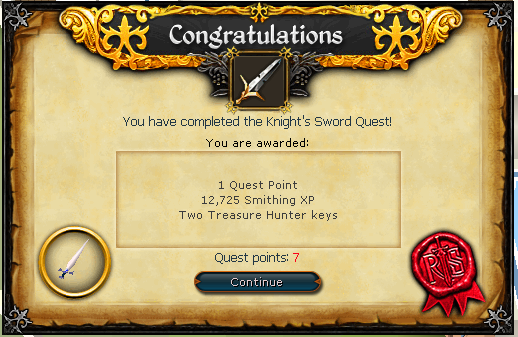 Congratulations
You have completed the Knight's Sword Quest!
You are awarded:
1 Quest Point
12,725 Smithing XP
Two Treasure Hunter keys
Quest points: 7
Continue
RS